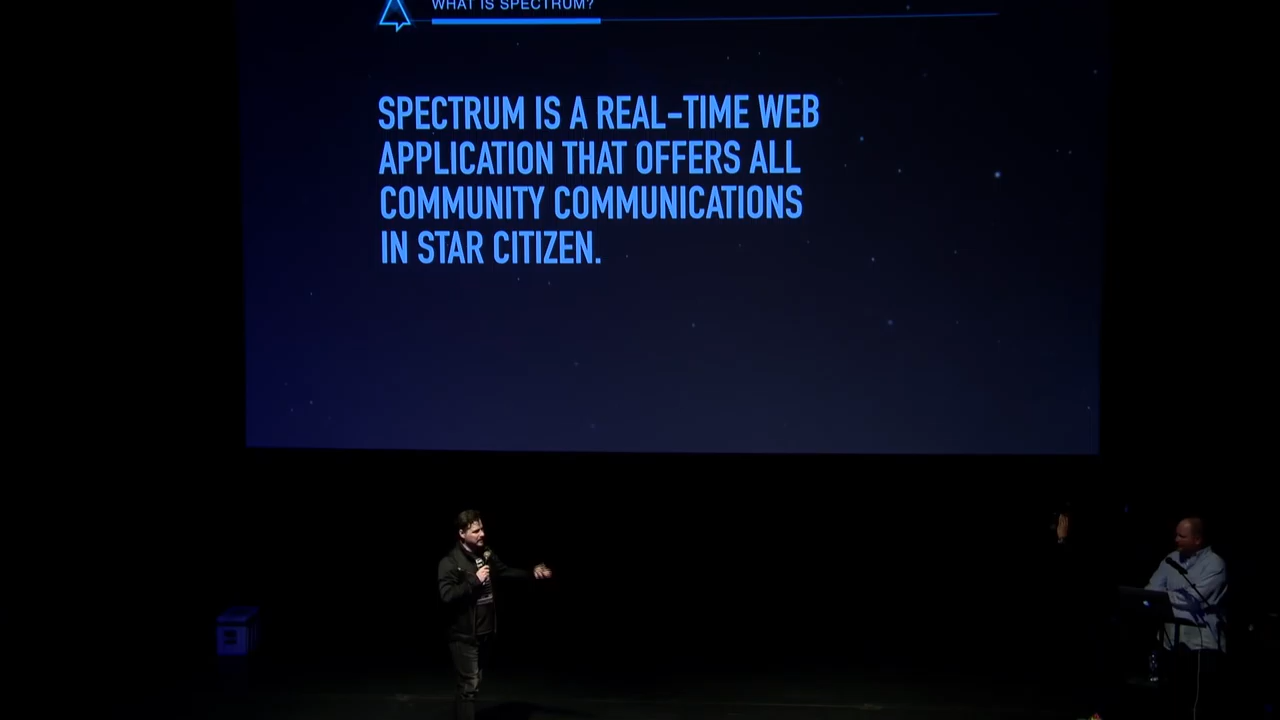 WHAT IS SPECTRUM?
SPECTRUM IS A REAL-TIME WEB
APPLICATION THAT OFFERS ALL
COMMUNITY COMMUNICATIONS
IN STAR CITIZEN.